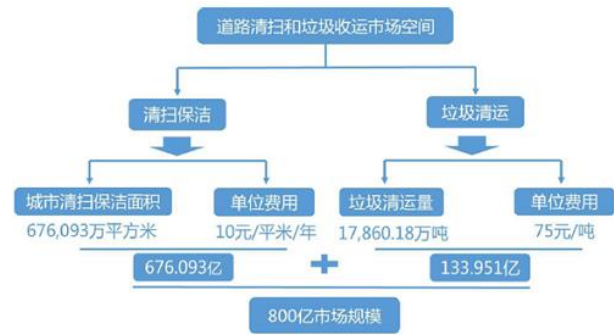 道路清扫和垃圾收运市场空间
清扫保洁
垃圾清运
城市清扫保洁面积
单位费用
垃圾清运量
单位费用
676,093万平方米
10元/平米/年
17,860.18万吨
75元/吨
676.093亿
+
133.951亿
800亿市场规模